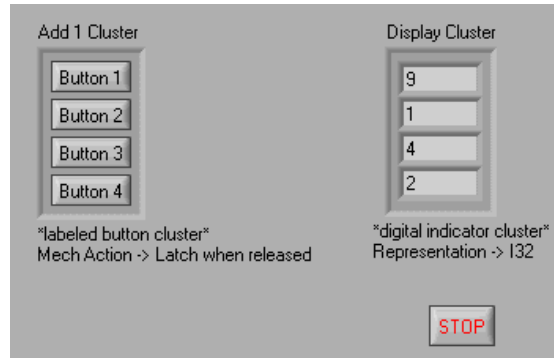 Add 1 Cluster
Button 1
Button 2
Button 3
Button 4
*labeled button cluster*
Mech Action -> Latch when released
Display Cluster
9
1
4
2
*digital indicator cluster*
Representation -> I32
STOP